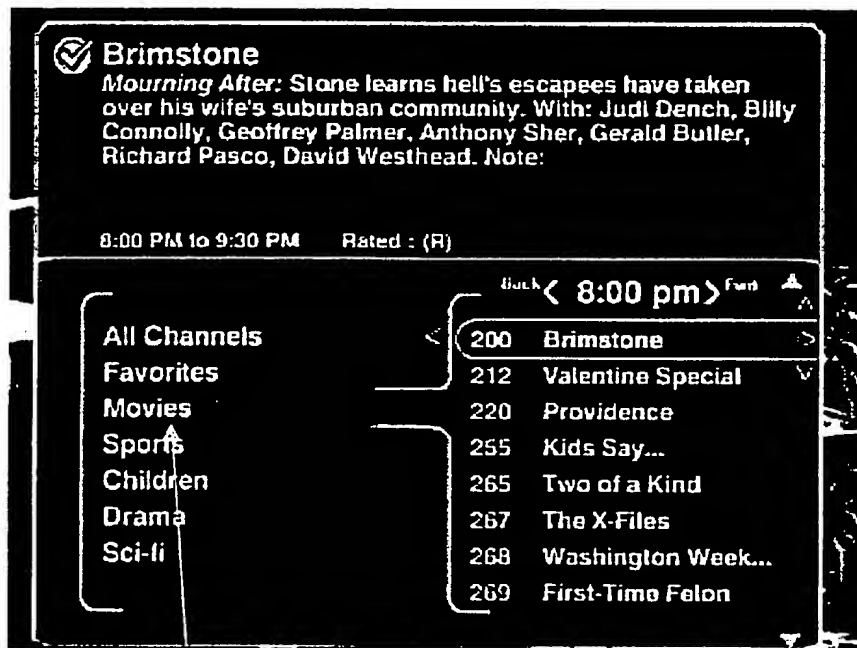 Brimstone
Mourning After: Stone learns hell's escapees have taken
over his wife's suburban community. With: Judi Dench, Billy
Connolly, Geoffrey Palmer, Anthony Sher, Gerald Butler,
Richard Pasco, David Westhead. Note:
8:00 PM to 9:30 PM Rated : (R)
Back < 8:00 pm > Fwd
All Channels
Favorites
Movies
Sports
Children
Drama
Sci-fi
< 200 Brimstone >
212 Valentine Special
220 Providence
255 Kids Say...
265 Two of a Kind
267 The X-Files
268 Washington Week...
269 First-Time Felon